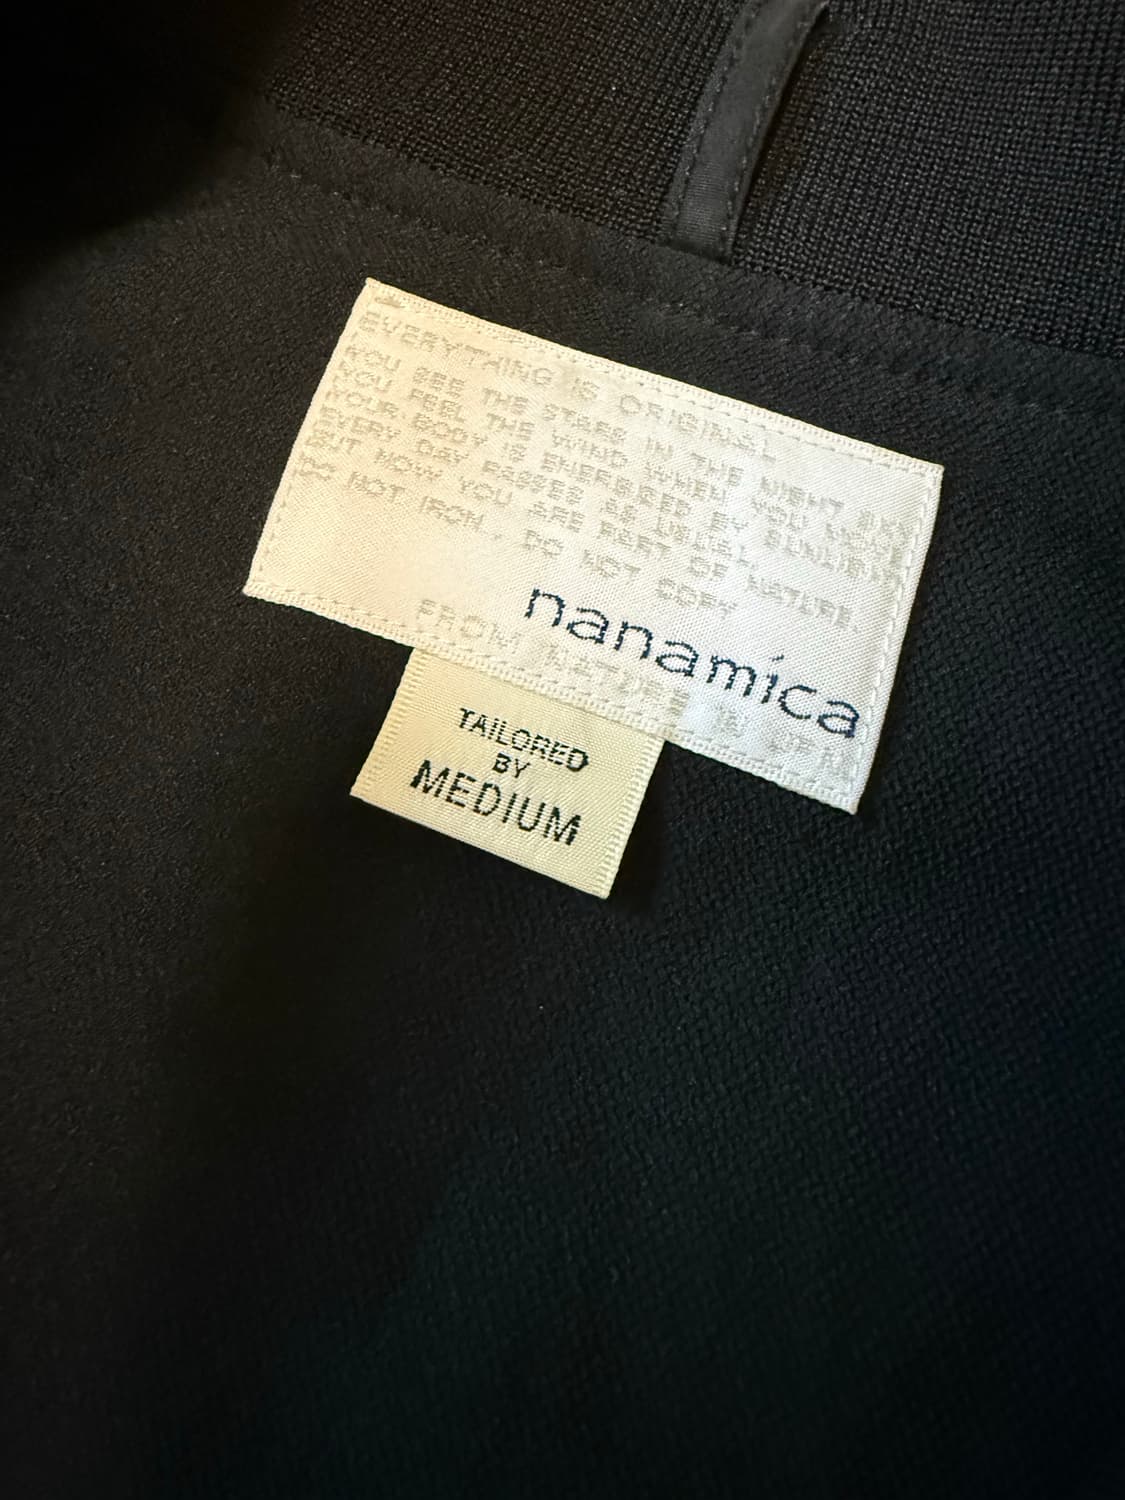 EVERYTHING IS ORIGINAL
YOU SEE THE STARS IN THE NIGHT SKY
YOU FEEL THE WIND WHEN YOU
YOUR BODY IS ENERGIZED BY SUNLIGHT
EVERY DAY PASSES AS USUAL
BUT NOW YOU ARE PART OF NATURE
DO NOT IRON, DO NOT COPY
nanamica
FROM NATURE
TAILORED
BY
MEDIUM